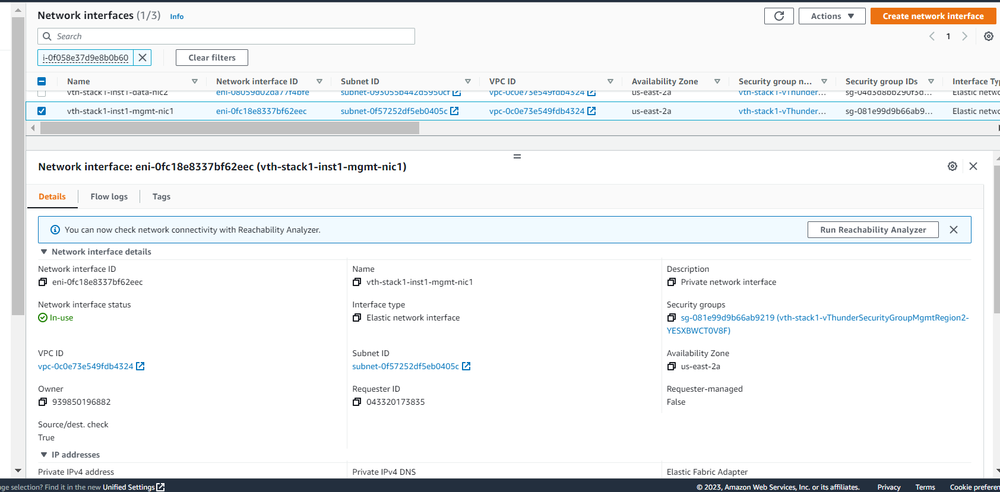 Network interfaces (1/3) Info
Actions
Create network interface
Search
1
i-0f058e37d9e8b0b60
Clear filters
Name Network interface ID Subnet ID VPC ID Availability Zone Security group n... Security group IDs Interface Ty
vth-stack1-inst1-data-nic2 eni-08059d02da77f4bfe subnet-093055b442d5950cf vpc-0c0e73e549fdb4324 us-east-2a vth-stack1-vThunder... sg-04d3d8bb290f3d... Elastic netwo
vth-stack1-inst1-mgmt-nic1 eni-0fc18e8337bf62eec subnet-0f57252df5eb0405c vpc-0c0e73e549fdb4324 us-east-2a vth-stack1-vThunder... sg-081e99d9b66ab9... Elastic netwo
Network interface: eni-0fc18e8337bf62eec (vth-stack1-inst1-mgmt-nic1)
Details Flow logs Tags
You can now check network connectivity with Reachability Analyzer.
Run Reachability Analyzer
Network interface details
Network interface ID
eni-0fc18e8337bf62eec
Name
vth-stack1-inst1-mgmt-nic1
Description
Private network interface
Network interface status
In-use
Interface type
Elastic network interface
Security groups
sg-081e99d9b66ab9219 (vth-stack1-vThunderSecurityGroupMgmtRegion2-
YESXBWCT0V8F)
VPC ID
vpc-0c0e73e549fdb4324
Subnet ID
subnet-0f57252df5eb0405c
Availability Zone
us-east-2a
Owner
939850196882
Requester ID
043320173835
Requester-managed
False
Source/dest. check
True
IP addresses
Private IPv4 address
Private IPv4 DNS
Elastic Fabric Adapter
ge selection? Find it in the new Unified Settings
© 2023, Amazon Web Services, Inc. or its affiliates. Privacy Terms Cookie preferen